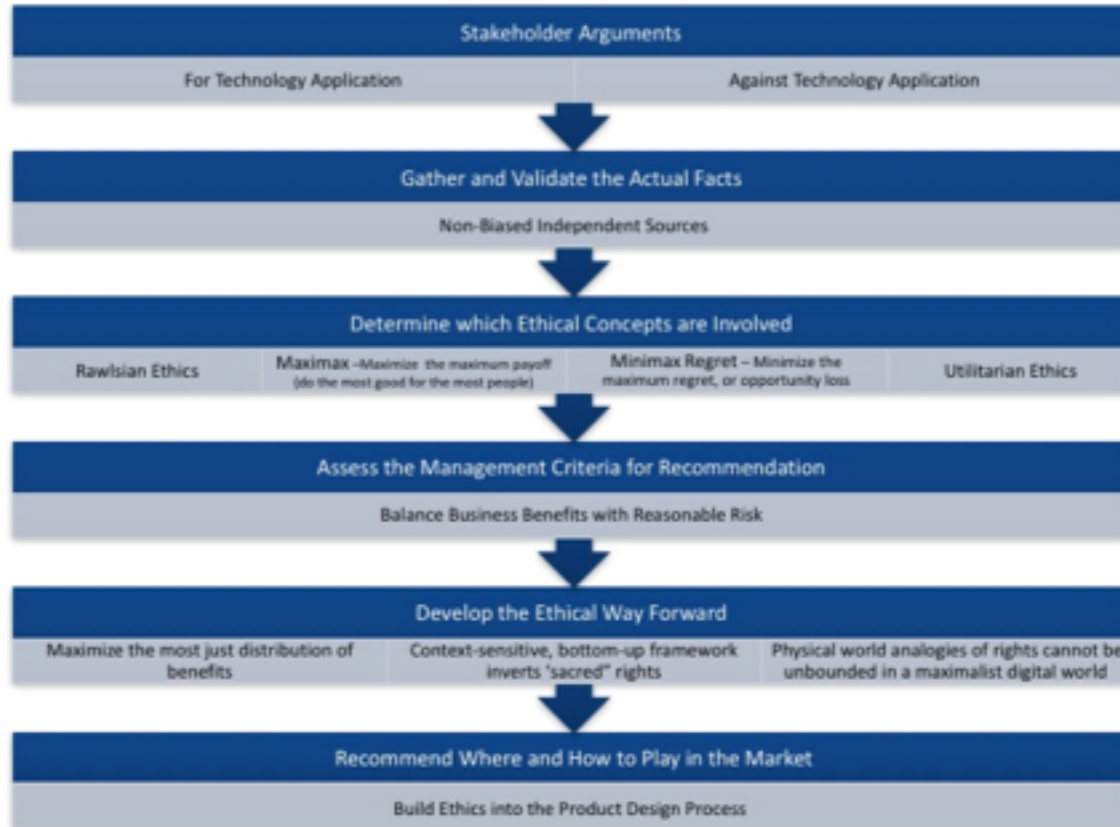 Stakeholder Arguments
For Technology Application
Against Technology Application
Gather and Validate the Actual Facts
Non-Biased Independent Sources
Determine which Ethical Concepts are Involved
Rawlsian Ethics
Maximax –Maximize the maximum payoff
(do the most good for the most people)
Minimax Regret – Minimize the
maximum regret, or opportunity loss
Utilitarian Ethics
Assess the Management Criteria for Recommendation
Balance Business Benefits with Reasonable Risk
Develop the Ethical Way Forward
Maximize the most just distribution of
benefits
Context-sensitive, bottom-up framework
inverts 'sacred" rights
Physical world analogies of rights cannot be
unbounded in a maximalist digital world
Recommend Where and How to Play in the Market
Build Ethics into the Product Design Process